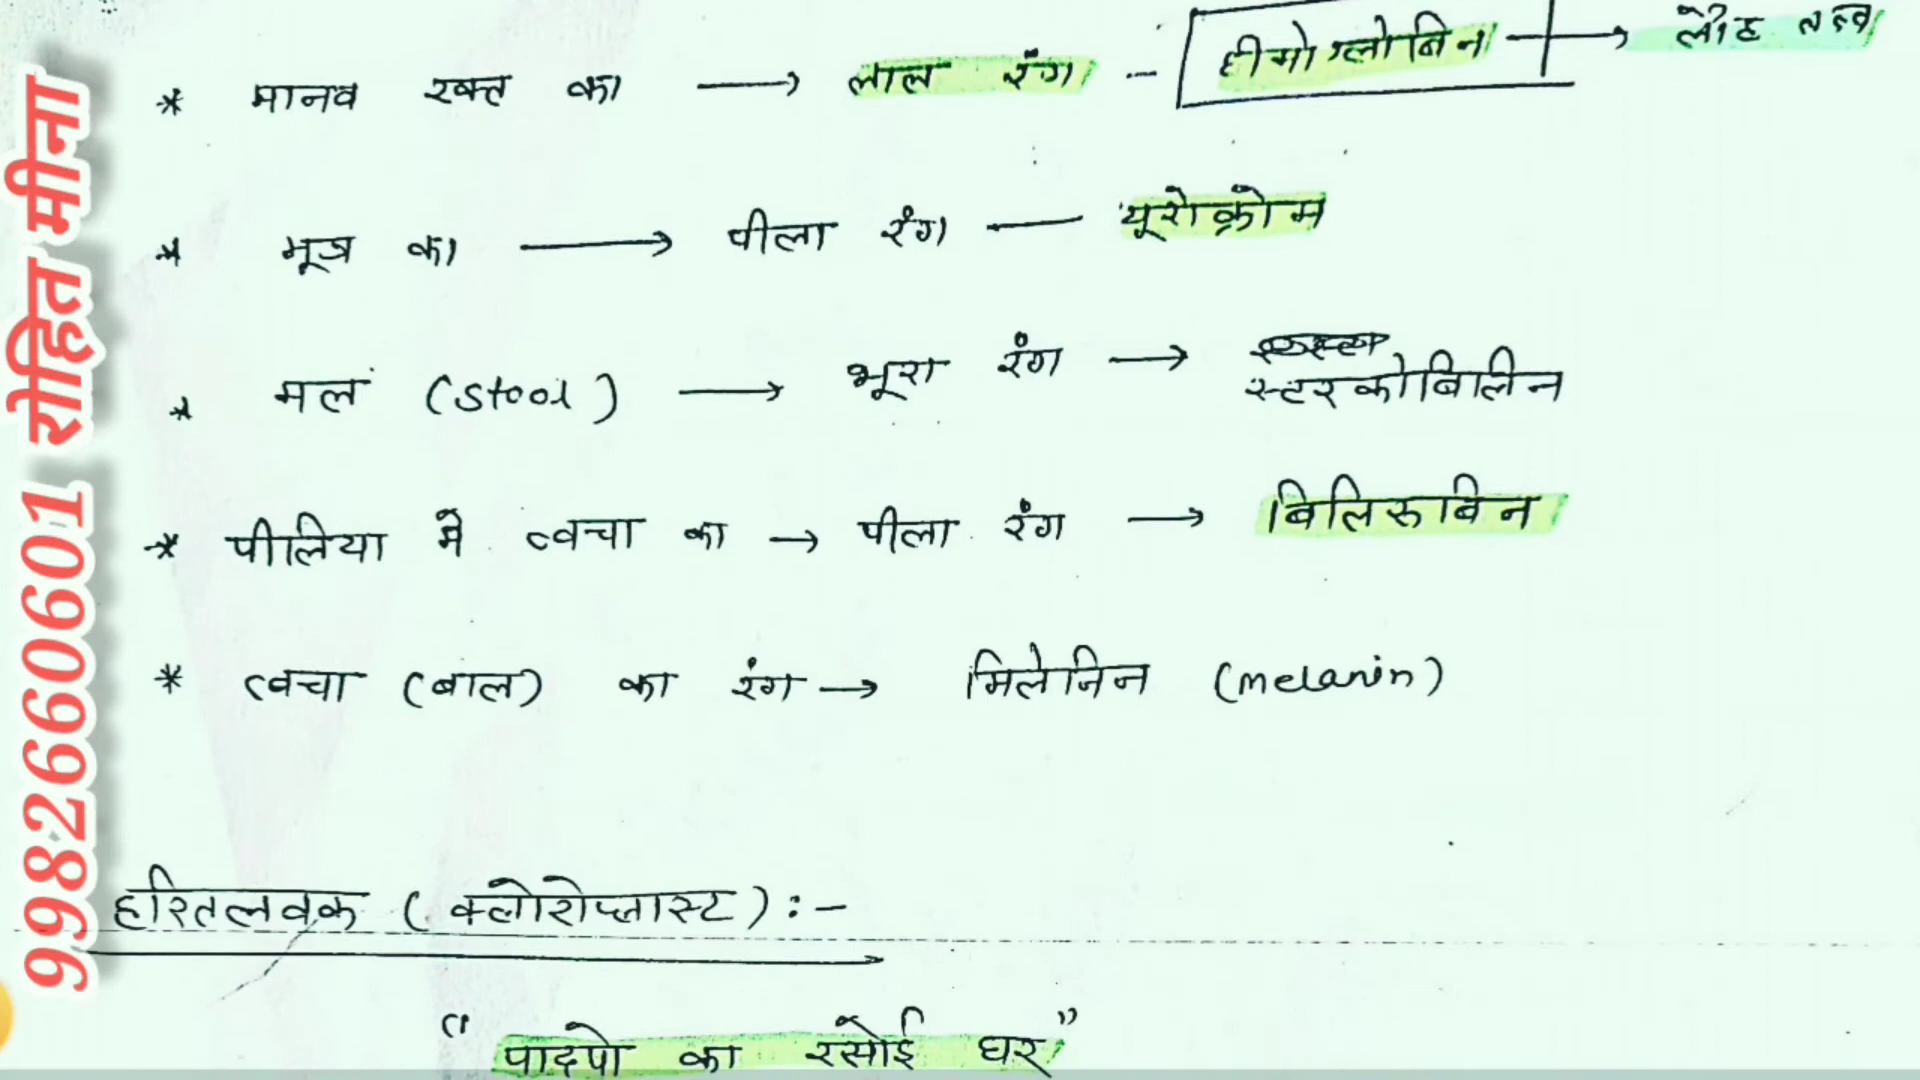 * मानव रक्त का → लाल रंग - हीमोग्लोबिन → लौह तत्व
* मूत्र का → पीला रंग — यूरोक्रोम
* मल (stool) → भूरा रंग → स्टरकोबिलिन
* पीलिया मे त्वचा का → पीला रंग → बिलिरुबिन
* त्वचा (बाल) का रंग → मिलेनिन (melanin)
हरितलवक (क्लोरोप्लास्ट) :-
"पादपो का रसोई घर"
9982660601 रोहित मीना